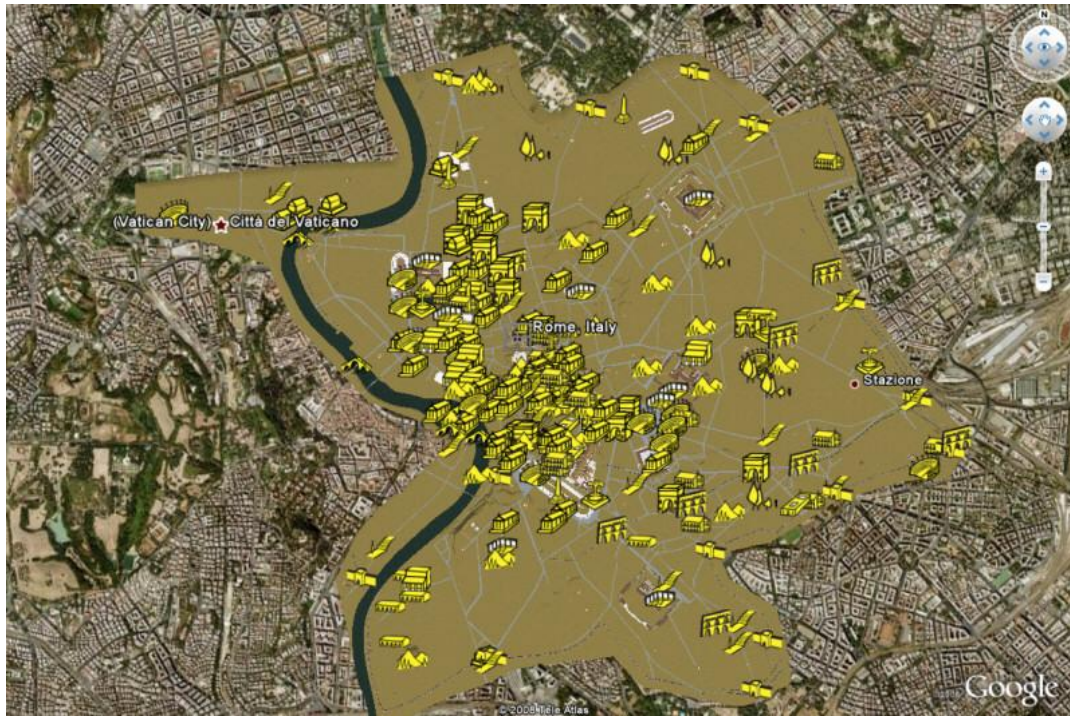 N
(Vatican City) Città del Vaticano
Rome, Italy
Stazione
Google
© 2008 Tele Atlas